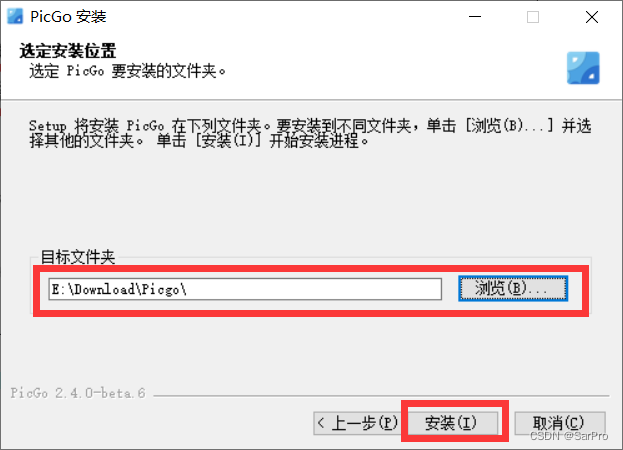 PicGo 安装
选定安装位置
选定 PicGo 要安装的文件夹。
Setup 将安装 PicGo 在下列文件夹。要安装到不同文件夹，单击 [浏览(B)...] 并选
择其他的文件夹。 单击 [安装(I)] 开始安装进程。
目标文件夹
E:\Download\Picgo\
浏览(B)...
PicGo 2.4.0-beta.6
< 上一步(P)
安装(I)
取消(C)
CSDN @SarPro